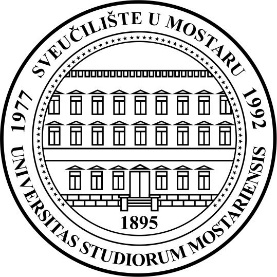 1977 SVEUČILIŠTE U MOSTARU 1992
UNIVERSITAS STUDIORUM MOSTARIENSIS
1895